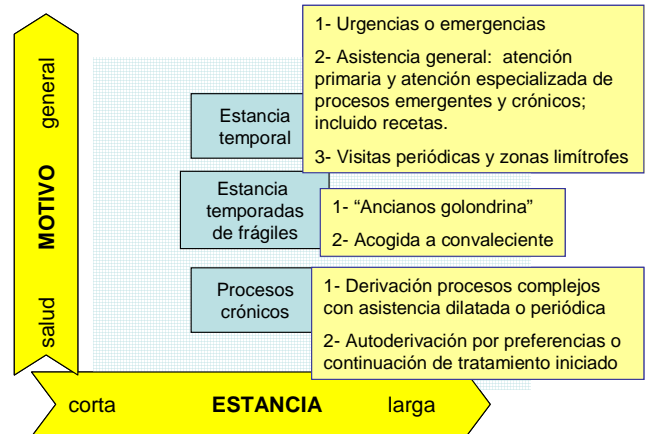 general
MOTIVO
salud
Estancia
temporal
1- Urgencias o emergencias
2- Asistencia general: atención
primaria y atención especializada de
procesos emergentes y crónicos;
incluido recetas.
3- Visitas periódicas y zonas limítrofes
Estancia
temporadas
de frágiles
1- “Ancianos golondrina”
2- Acogida a convaleciente
Procesos
crónicos
1- Derivación procesos complejos
con asistencia dilatada o periódica
2- Autoderivación por preferencias o
continuación de tratamiento iniciado
corta ESTANCIA larga